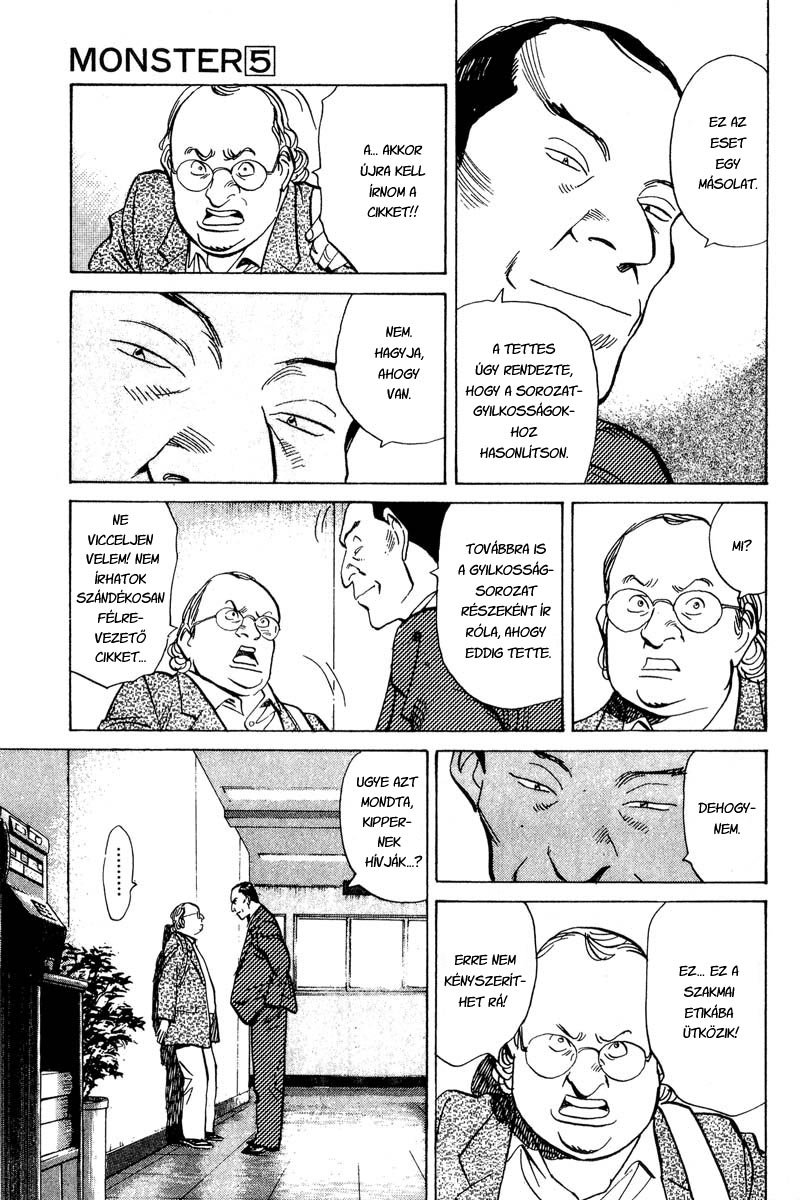 MONSTER 5
EZ AZ
ESET
EGY
MÁSOLAT.
A TETTES
ÚGY RENDEZTE,
HOGY A SOROZAT-
GYILKOSSÁGOK-
HOZ
HASONLÍTSON.
A... AKKOR
ÚJRA KELL
ÍRNOM A
CIKKET!!
NEM.
HAGYJA,
AHOGY
VAN.
MI?
TOVÁBBRA IS
A GYILKOSSÁG-
SOROZAT
RÉSZEKÉNT ÍR
RÓLA, AHOGY
EDDIG TETTE.
NE
VICCELJEN
VELEM! NEM
ÍRHATOK
SZÁNDÉKOSAN
FÉLRE-
VEZETŐ
CIKKET...
DEHOGY-
NEM.
EZ... EZ A
SZAKMAI
ETIKÁBA
ÜTKÖZIK!
ERRE NEM
KÉNYSZERÍT-
HET RÁ!
UGYE AZT
MONDTA,
KIPPER-
NEK
HÍVJÁK...?
........